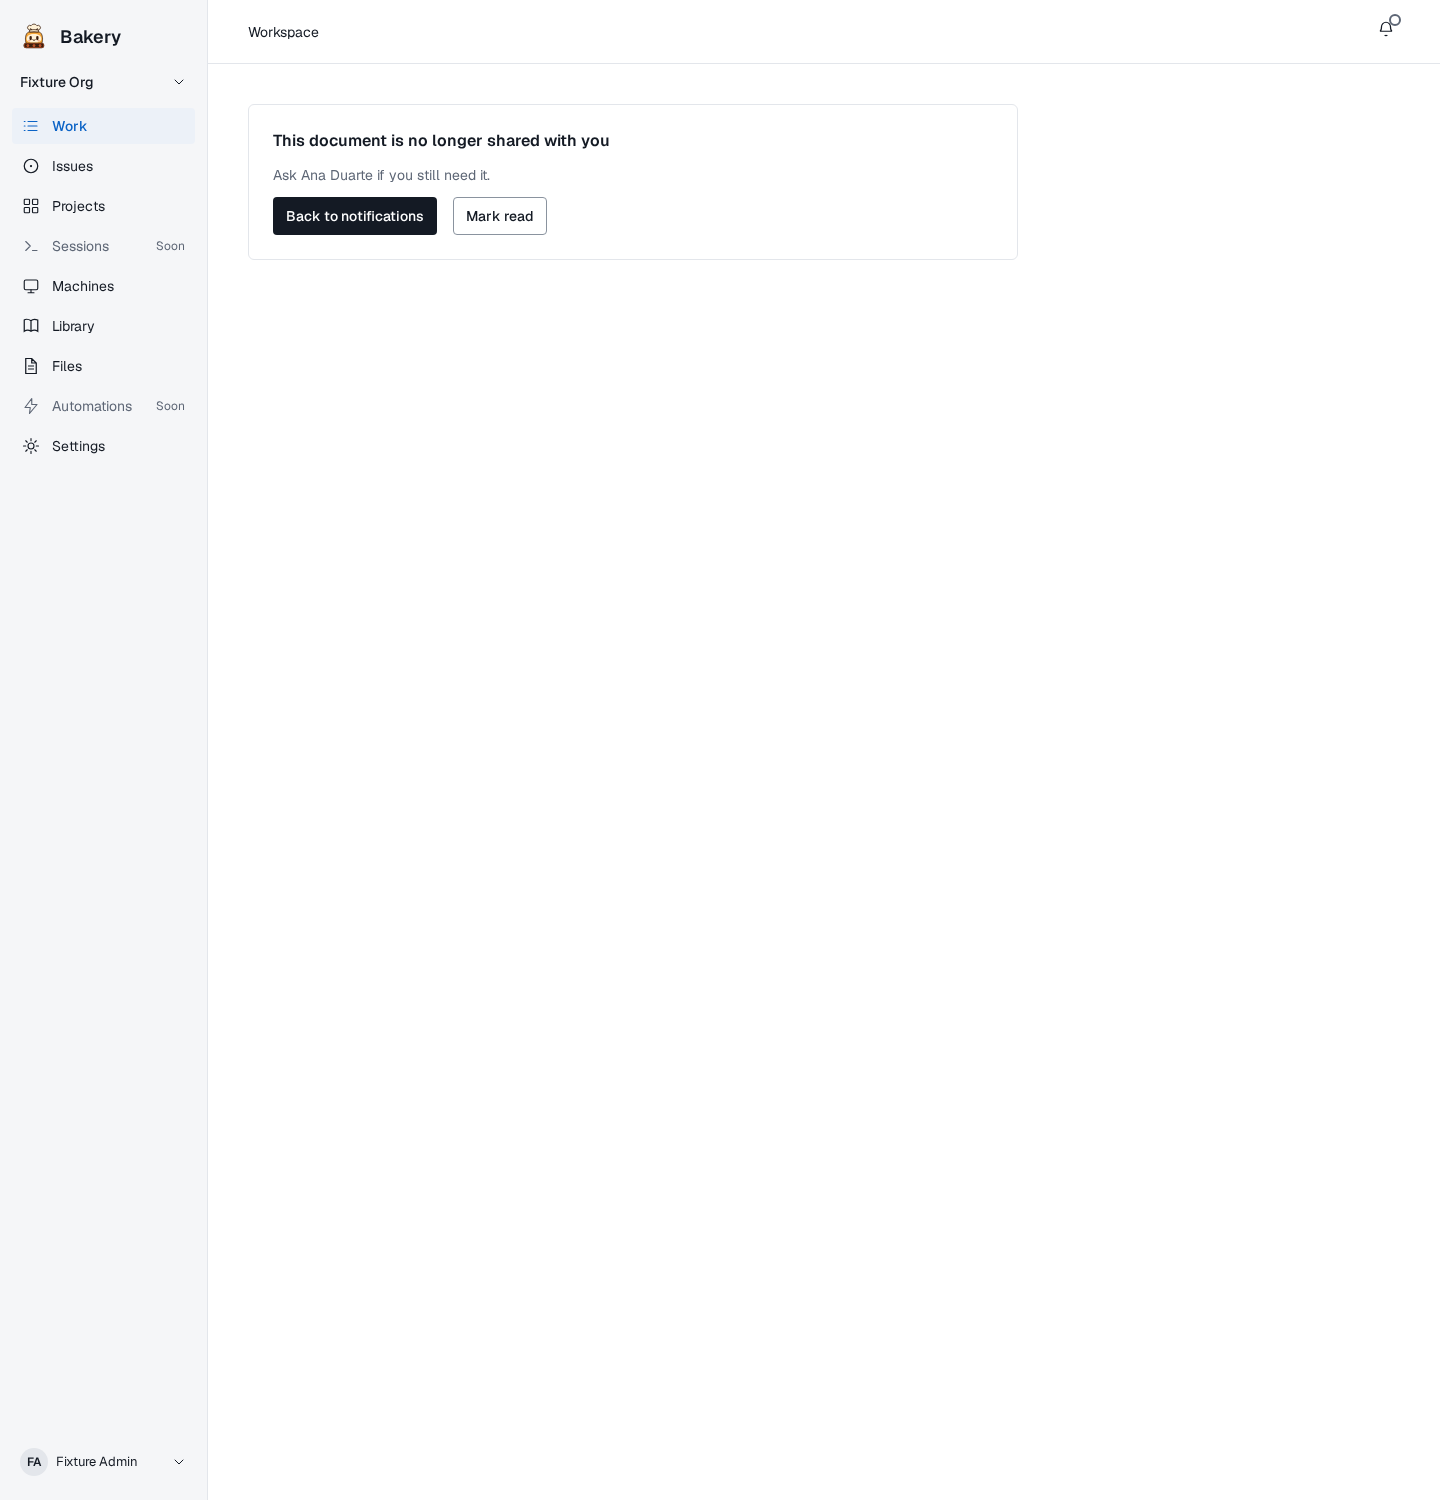 Bakery
Fixture Org
Work
Issues
Projects
Sessions Soon
Machines
Library
Files
Automations Soon
Settings
FA Fixture Admin
Workspace
This document is no longer shared with you
Ask Ana Duarte if you still need it.
Back to notifications Mark read